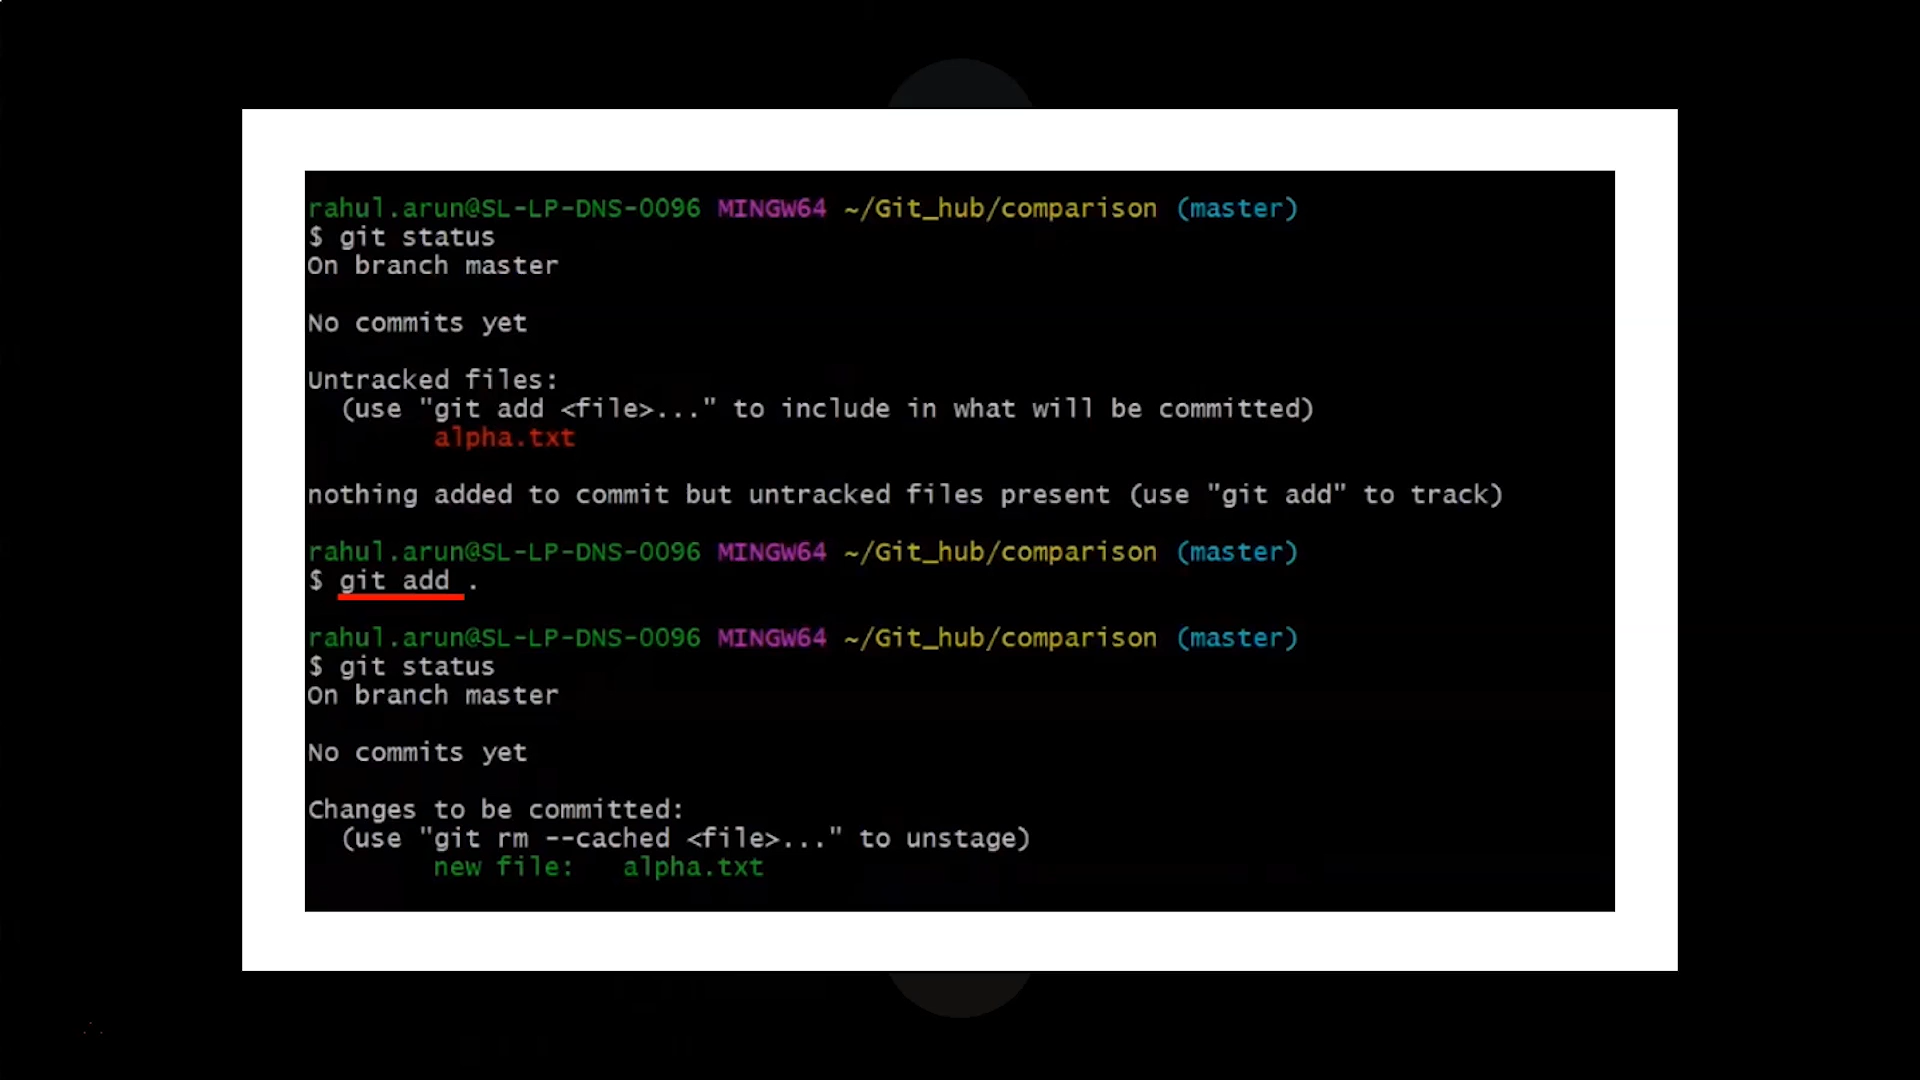 rahul.arun@SL-LP-DNS-0096 MINGW64 ~/Git_hub/comparison (master)
$ git status
On branch master
No commits yet
Untracked files:
(use "git add <file>..." to include in what will be committed)
alpha.txt
nothing added to commit but untracked files present (use "git add" to track)
rahul.arun@SL-LP-DNS-0096 MINGW64 ~/Git_hub/comparison (master)
$ git add .
rahul.arun@SL-LP-DNS-0096 MINGW64 ~/Git_hub/comparison (master)
$ git status
On branch master
No commits yet
Changes to be committed:
(use "git rm --cached <file>..." to unstage)
new file:   alpha.txt